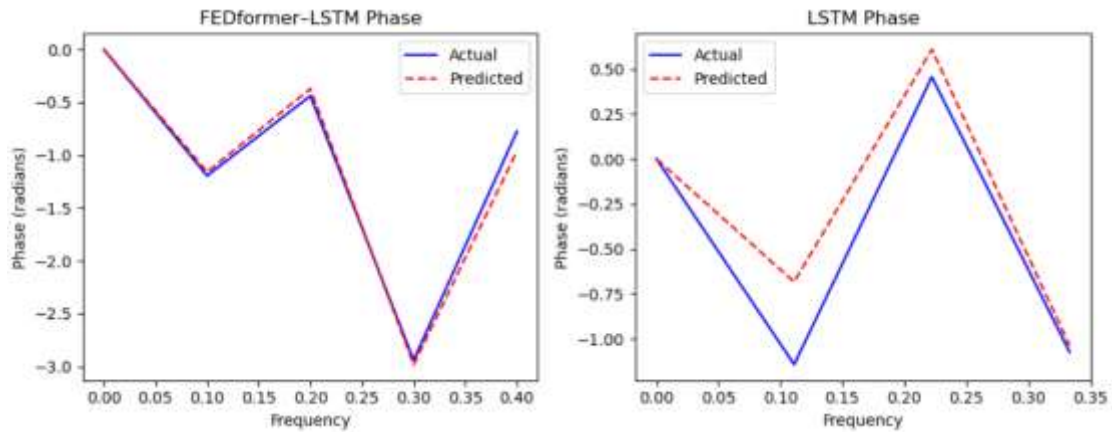 FEDformer–LSTM Phase
0.0
−0.5
−1.0
−1.5
−2.0
−2.5
−3.0
Phase (radians)
Actual
Predicted
0.00 0.05 0.10 0.15 0.20 0.25 0.30 0.35 0.40
Frequency
LSTM Phase
0.50
0.25
0.00
−0.25
−0.50
−0.75
−1.00
Phase (radians)
Actual
Predicted
0.00 0.05 0.10 0.15 0.20 0.25 0.30 0.35
Frequency